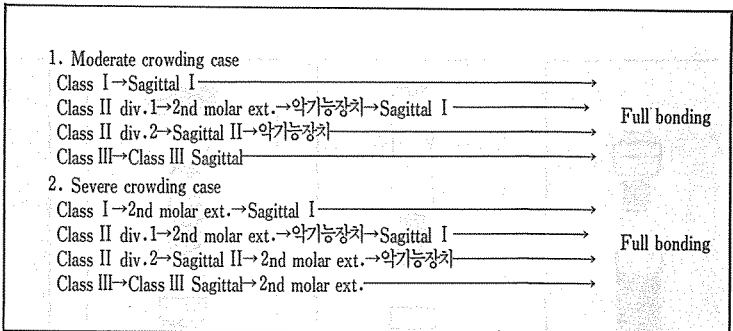 1. Moderate crowding case
Class I→Sagittal I→
Class II div.1→2nd molar ext.→악기능장치→Sagittal I→
Full bonding
Class II div.2→Sagittal II→악기능장치→
Class III→Class III Sagittal→
2. Severe crowding case
Class I→2nd molar ext.→Sagittal I→
Class II div.1→2nd molar ext.→악기능장치→Sagittal I→
Full bonding
Class II div.2→Sagittal II→2nd molar ext.→악기능장치→
Class III→Class III Sagittal→2nd molar ext.→